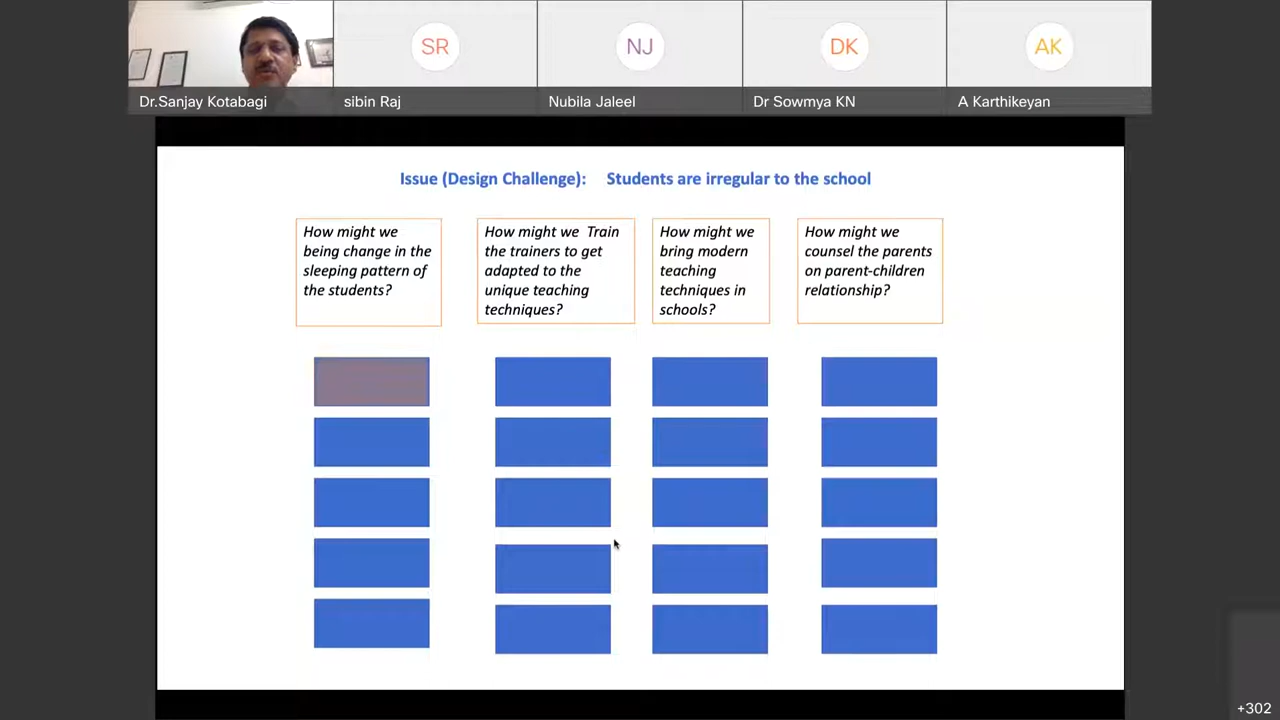 SR
NJ
DK
AK
Dr.Sanjay Kotabagi
sibin Raj
Nubila Jaleel
Dr Sowmya KN
A Karthikeyan
Issue (Design Challenge): Students are irregular to the school
How might we
being change in the
sleeping pattern of
the students?
How might we Train
the trainers to get
adapted to the
unique teaching
techniques?
How might we
bring modern
teaching
techniques in
schools?
How might we
counsel the parents
on parent-children
relationship?
+302